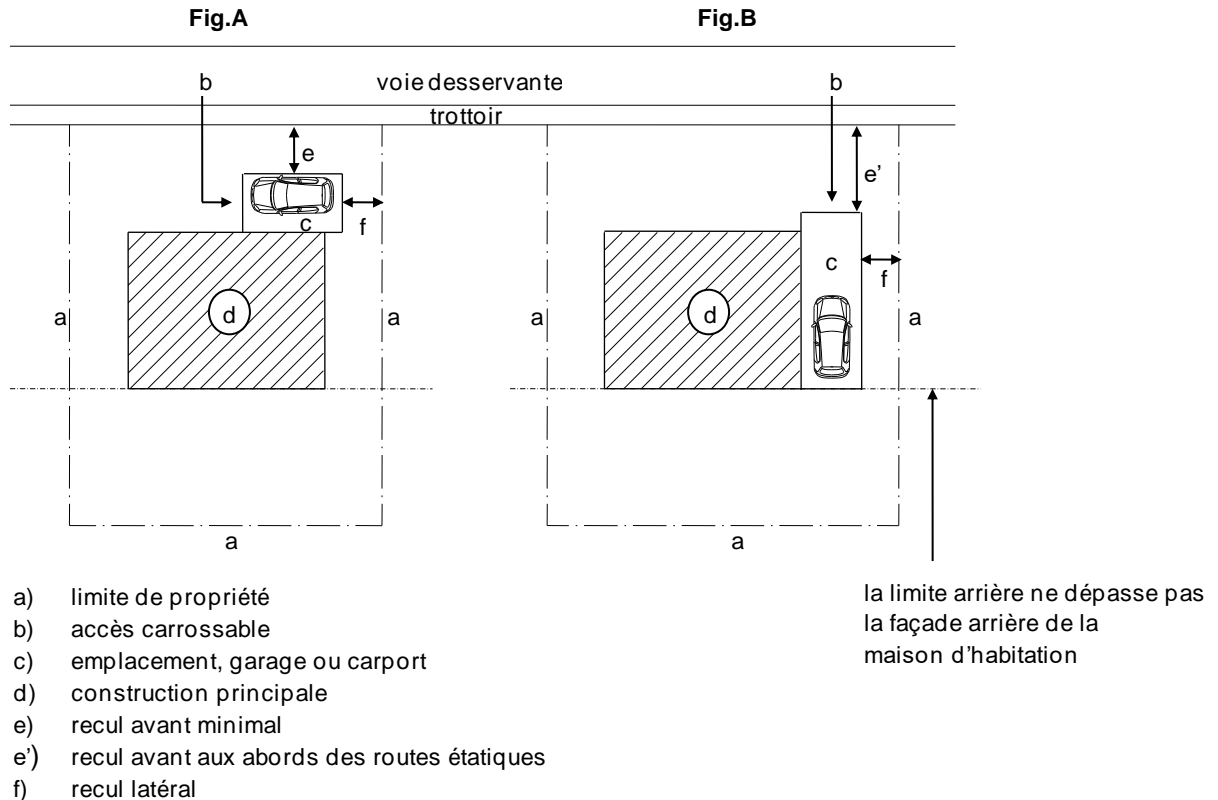 Fig.A
Fig.B
b
voie desservante
b
trottoir
e
e'
c
f
c
f
d
d
a
a
a
a
a
a
a) limite de propriété
b) accès carrossable
c) emplacement, garage ou carport
d) construction principale
e) recul avant minimal
e') recul avant aux abords des routes étatiques
f) recul latéral
la limite arrière ne dépasse pas
la façade arrière de la
maison d'habitation